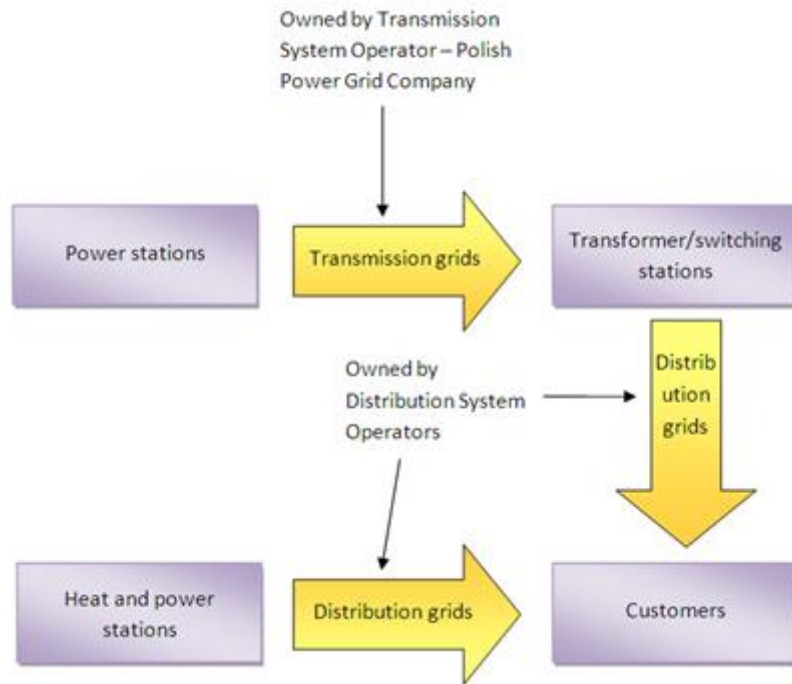 Owned by Transmission
System Operator – Polish
Power Grid Company
Power stations
Transmission grids
Transformer/switching
stations
Owned by
Distribution System
Operators
Distrib
ution
grids
Heat and power
stations
Distribution grids
Customers